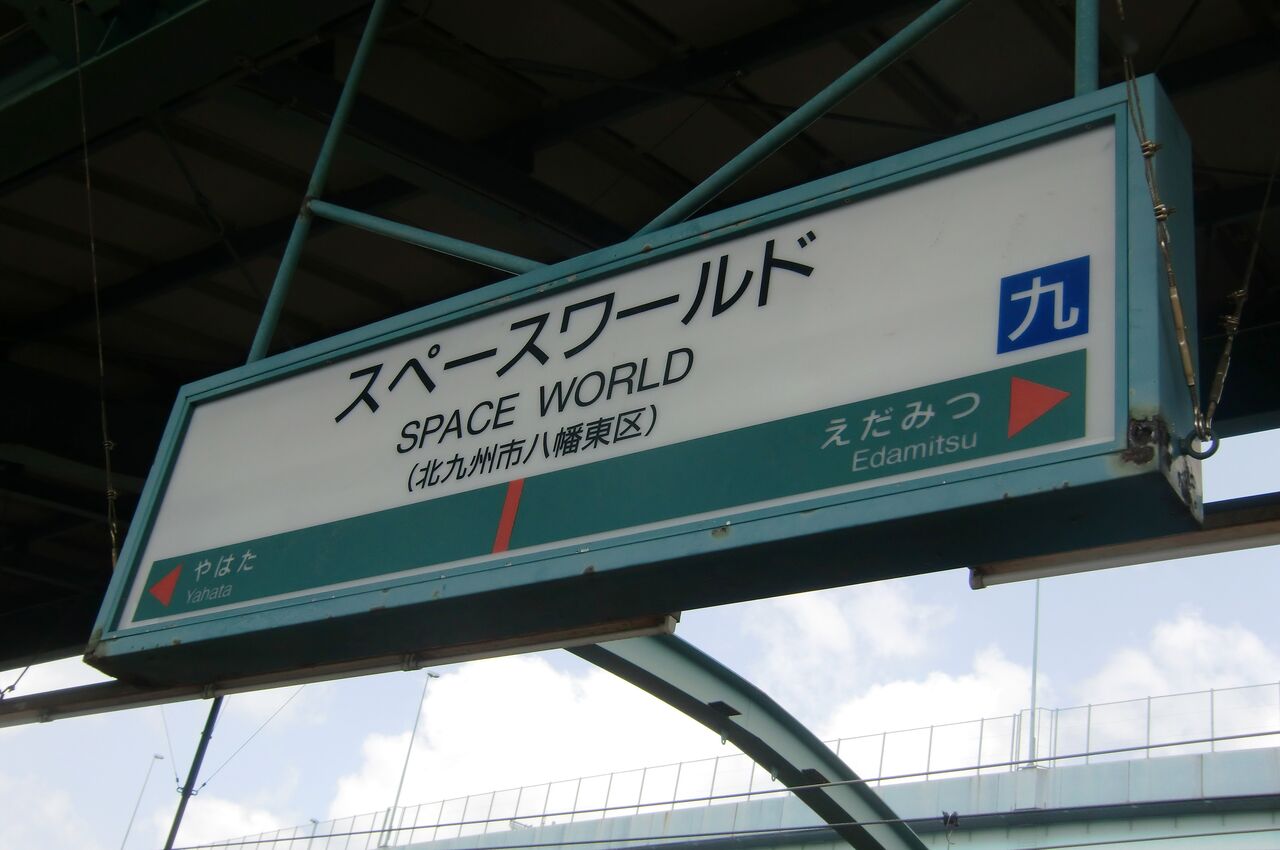 スペースワールド
SPACE WORLD
(北九州市八幡東区)
九
やはた
Yahata
えだみつ
Edamitsu